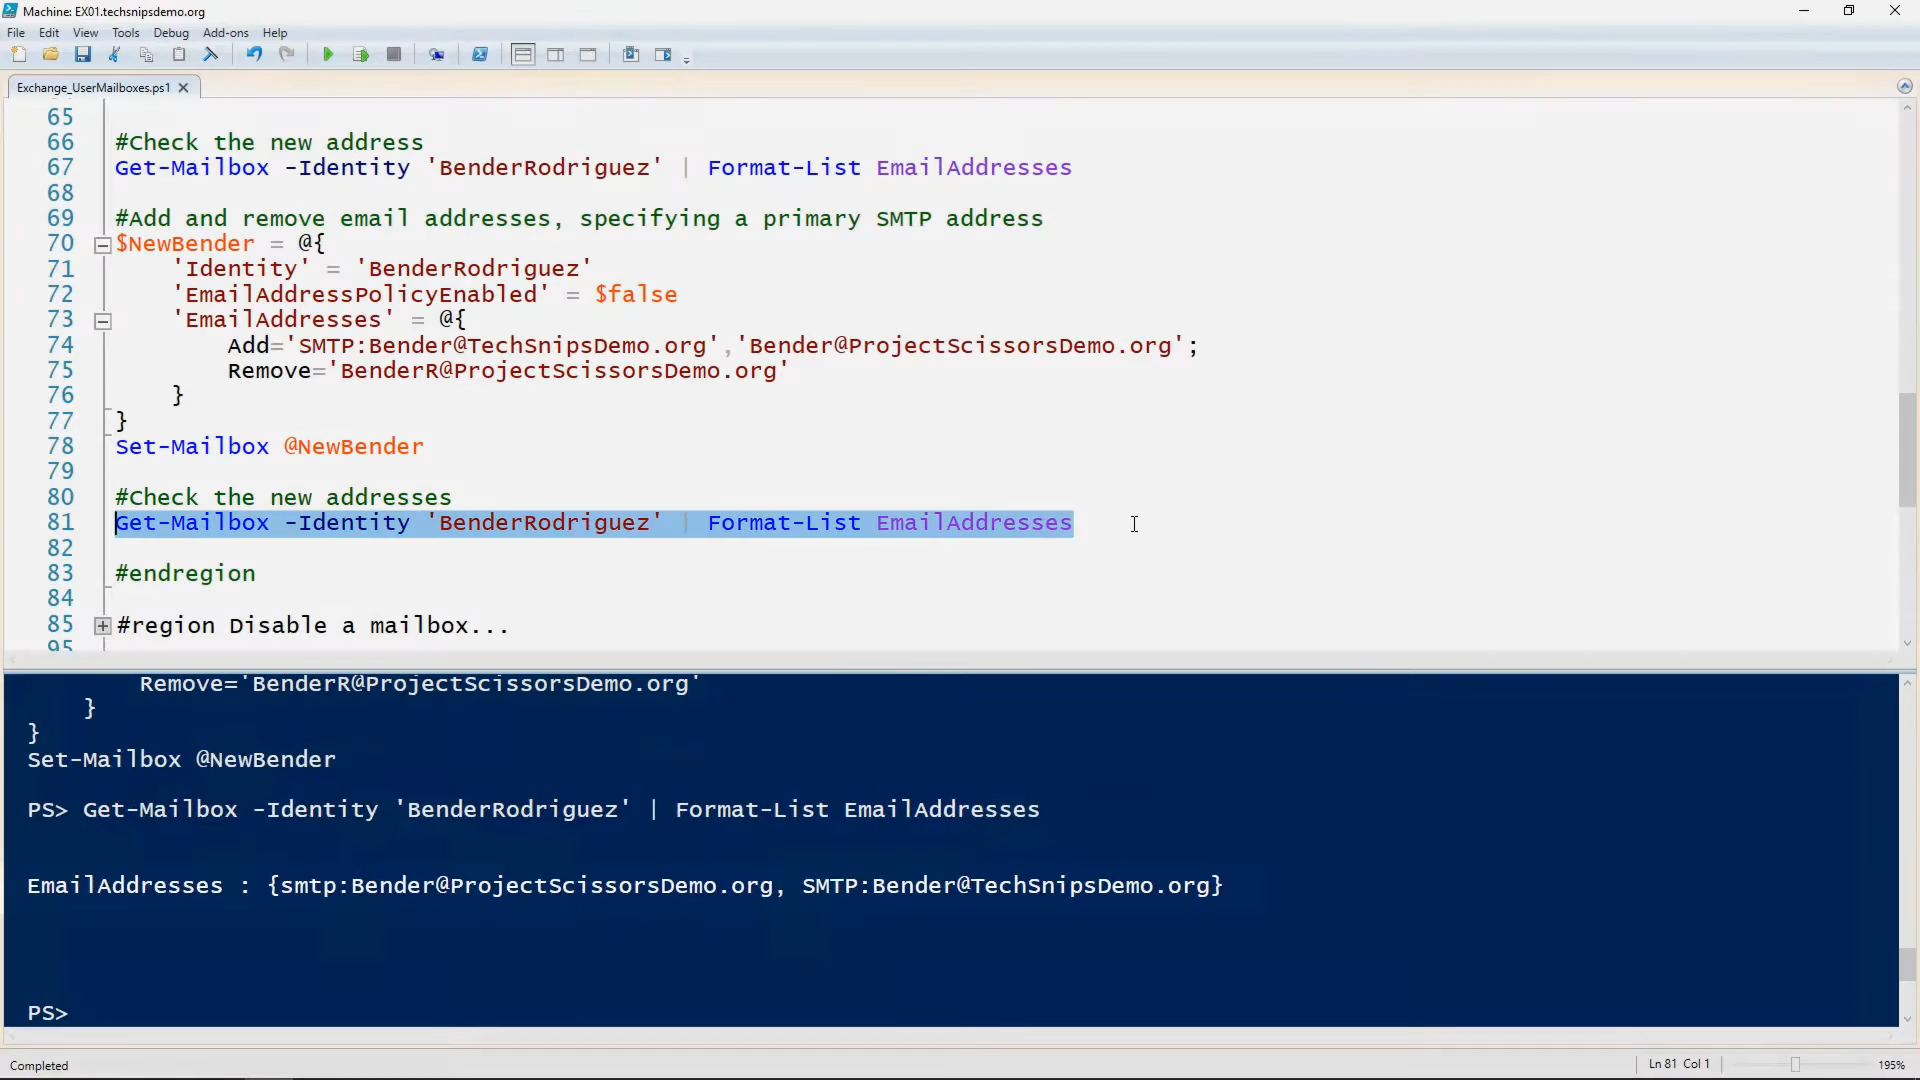 Machine: EX01.techsnipsdemo.org
File Edit View Tools Debug Add-ons Help
Exchange_UserMailboxes.ps1
65
66 #Check the new address
67 Get-Mailbox -Identity 'BenderRodriguez' | Format-List EmailAddresses
68
69 #Add and remove email addresses, specifying a primary SMTP address
70 $NewBender = @{
71 'Identity' = 'BenderRodriguez'
72 'EmailAddressPolicyEnabled' = $false
73 'EmailAddresses' = @{
74 Add='SMTP:Bender@TechSnipsDemo.org','Bender@ProjectScissorsDemo.org';
75 Remove='BenderR@ProjectScissorsDemo.org'
76 }
77 }
78 Set-Mailbox @NewBender
79
80 #Check the new addresses
81 Get-Mailbox -Identity 'BenderRodriguez' | Format-List EmailAddresses
82
83 #endregion
84
85 #region Disable a mailbox...
95
Remove='BenderR@ProjectScissorsDemo.org'
}
}
Set-Mailbox @NewBender
PS> Get-Mailbox -Identity 'BenderRodriguez' | Format-List EmailAddresses
EmailAddresses : {smtp:Bender@ProjectScissorsDemo.org, SMTP:Bender@TechSnipsDemo.org}
PS>
Completed Ln 81 Col 1 195%